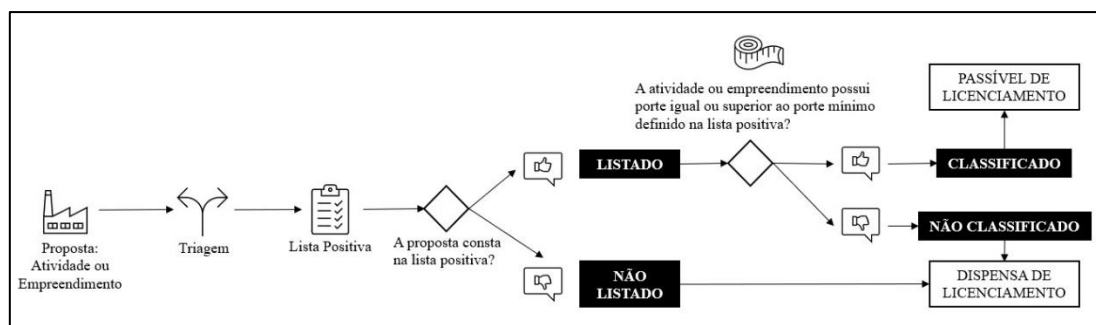 A atividade ou empreendimento possui
porte igual ou superior ao porte mínimo
definido na lista positiva?
PASSÍVEL DE
LICENCIAMENTO
LISTADO
CLASSIFICADO
Proposta:
Atividade ou
Empreendimento
Triagem
Lista Positiva
A proposta consta
na lista positiva?
NÃO CLASSIFICADO
NÃO
LISTADO
DISPENSA DE
LICENCIAMENTO